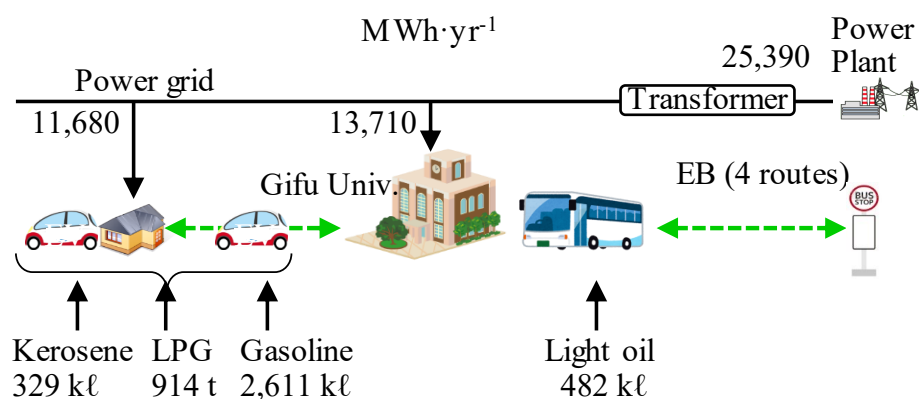 MWh·yr⁻¹
Power
Plant
25,390
Power grid
Transformer
11,680
13,710
Gifu Univ.
EB (4 routes)
BUS
STOP
Kerosene
329 kℓ
LPG
914 t
Gasoline
2,611 kℓ
Light oil
482 kℓ